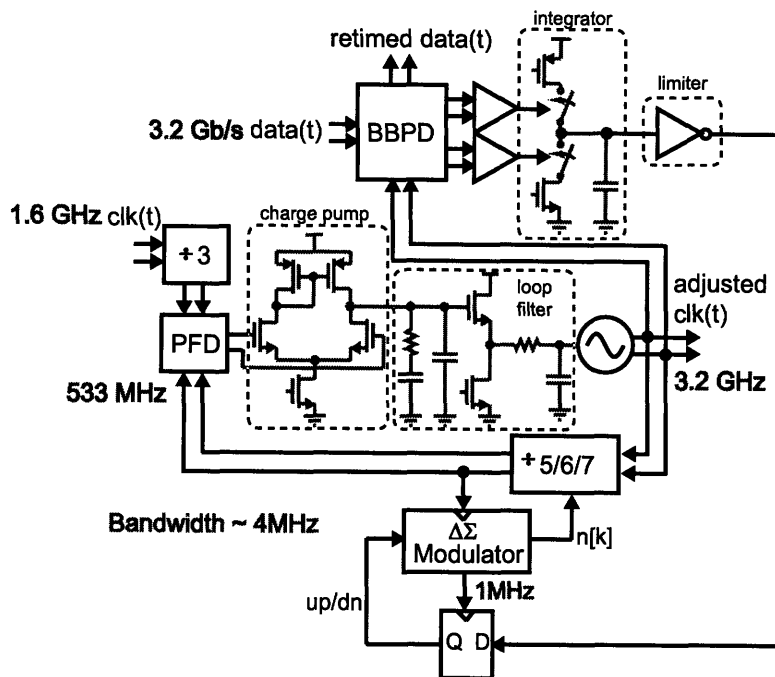 integrator
retimed data(t)
limiter
3.2 Gb/s data(t)
BBPD
1.6 GHz clk(t)
charge pump
÷3
loop
filter
adjusted
clk(t)
PFD
533 MHz
3.2 GHz
÷5/6/7
Bandwidth ~ 4MHz
ΔΣ
Modulator
n[k]
1MHz
up/dn
Q D